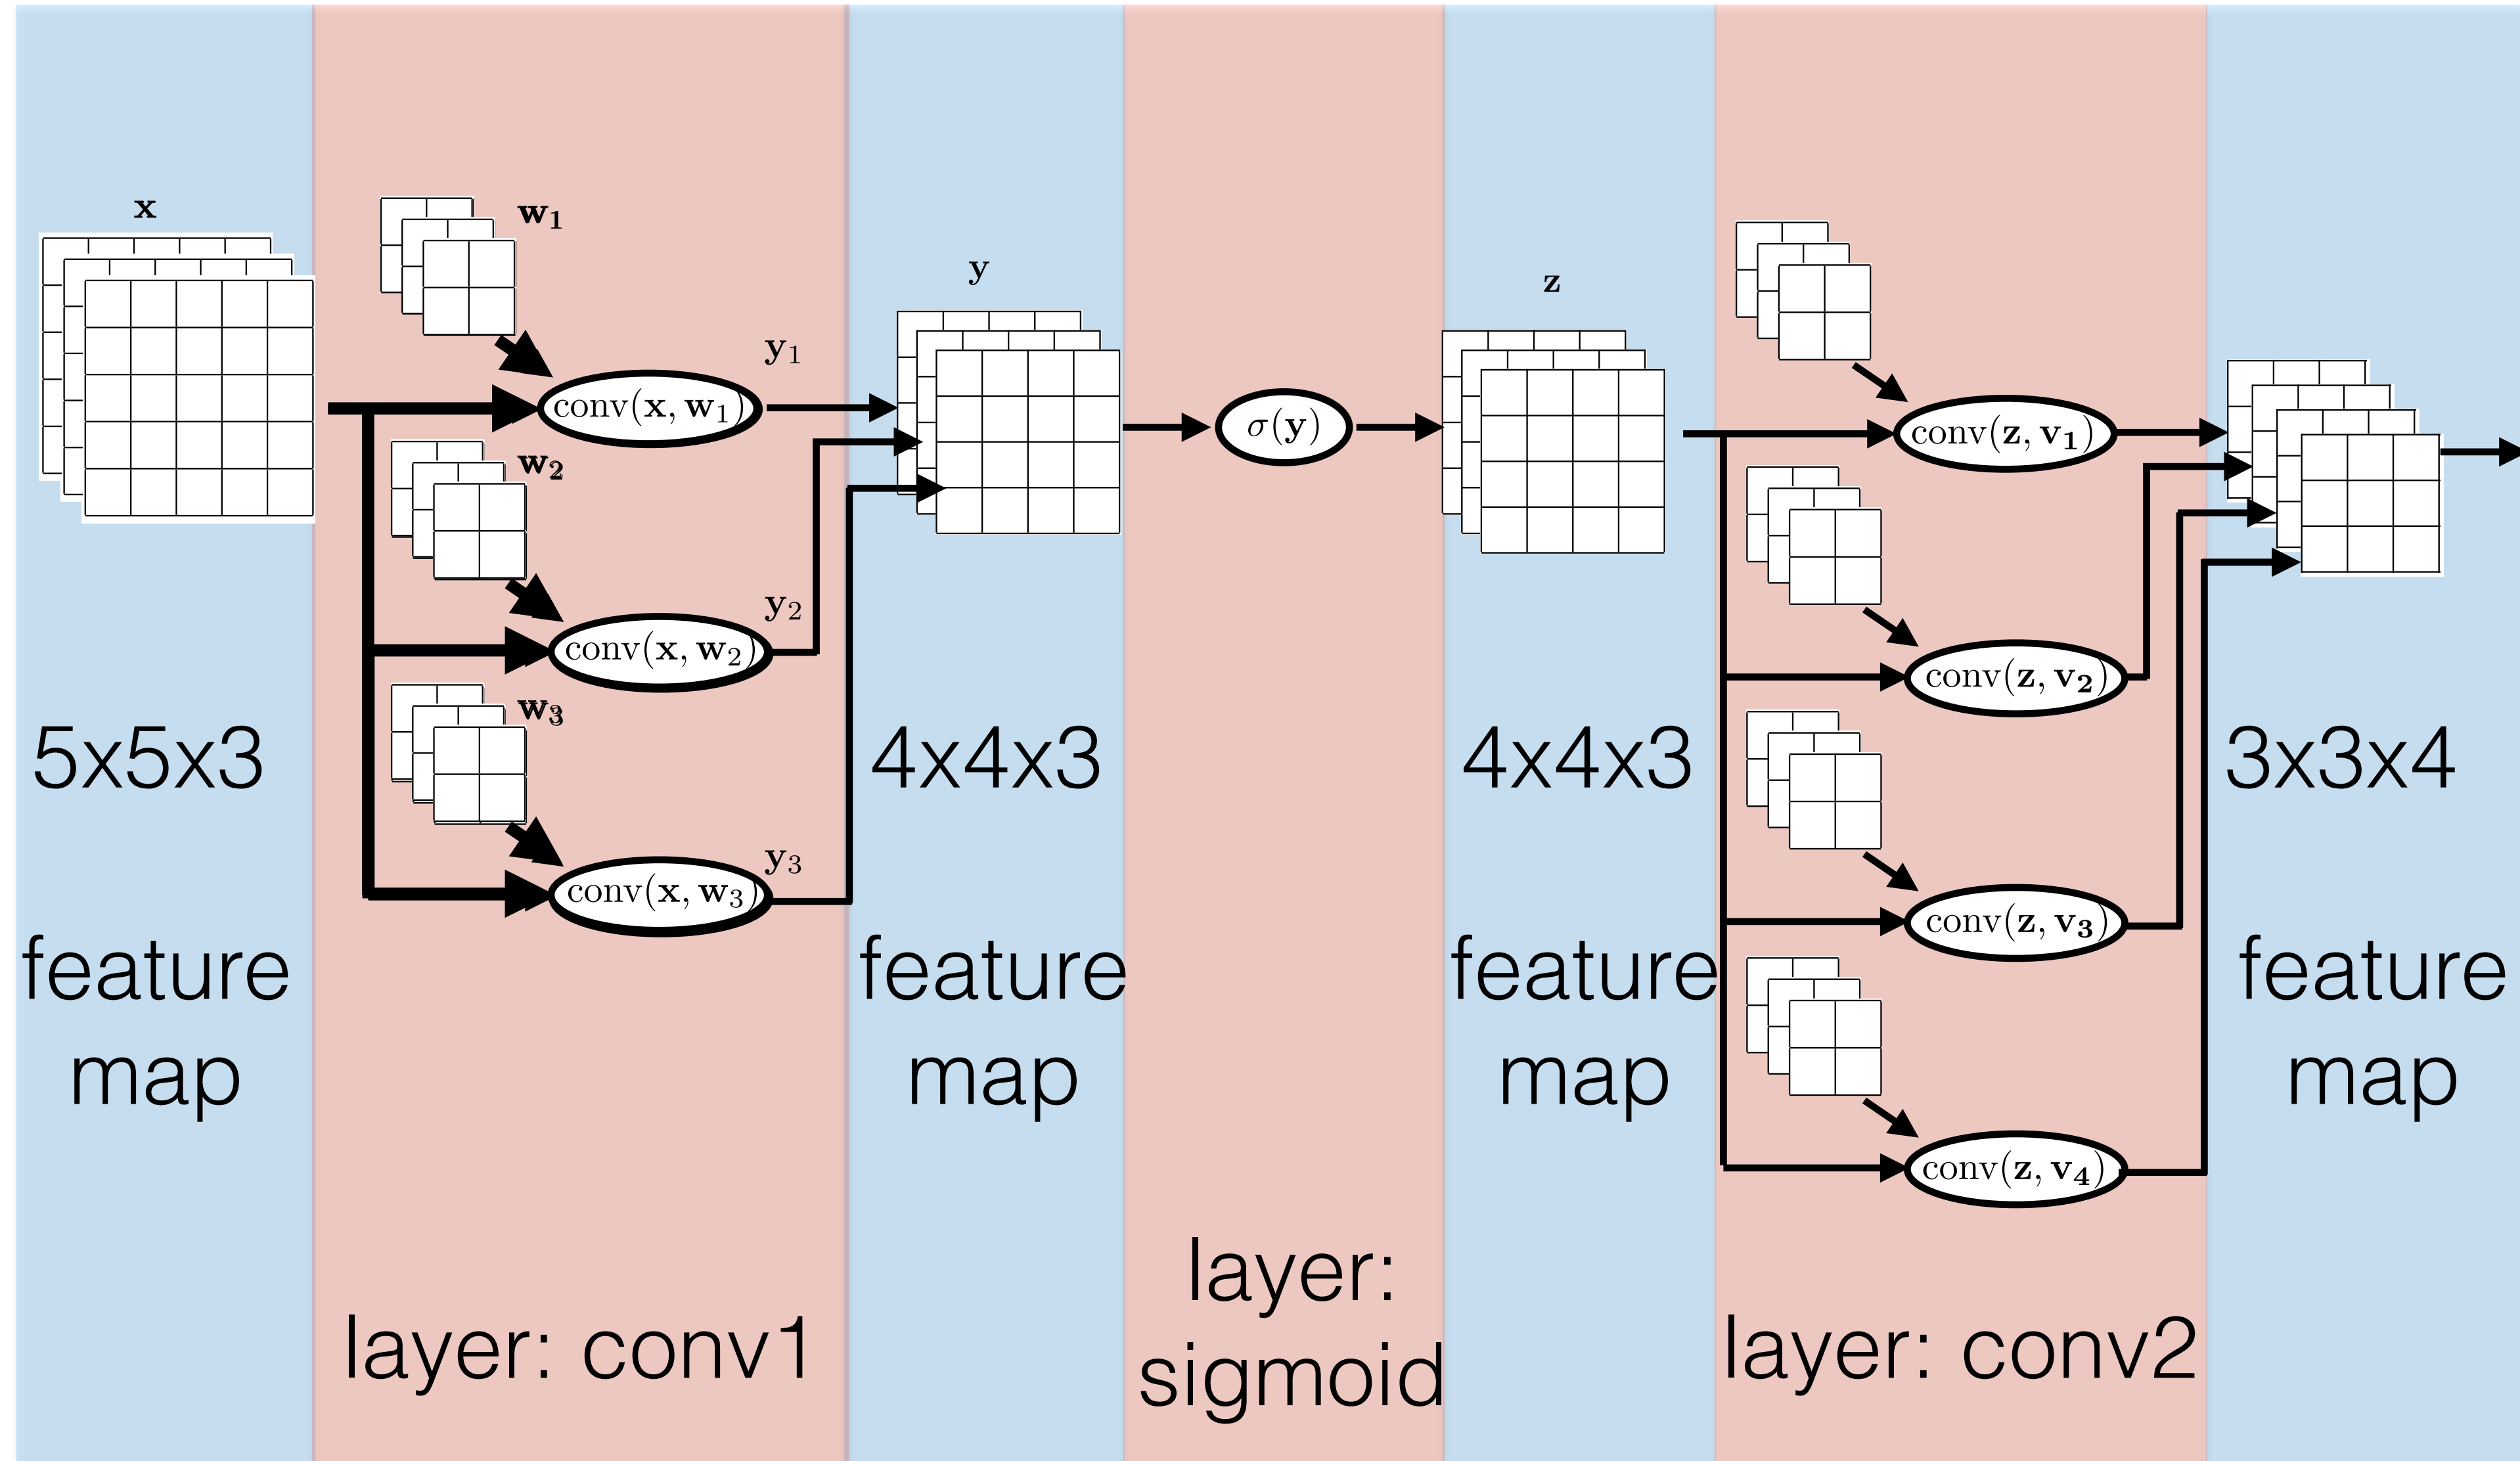 x
w₁
y₁
conv(x, w₁)
w₂
y₂
conv(x, w₂)
w₃
y₃
conv(x, w₃)
y
σ(y)
z
conv(z, v₁)
conv(z, v₂)
conv(z, v₃)
conv(z, v₄)
5x5x3
feature
map
layer: conv1
4x4x3
feature
map
layer:
sigmoid
4x4x3
feature
map
layer: conv2
3x3x4
feature
map